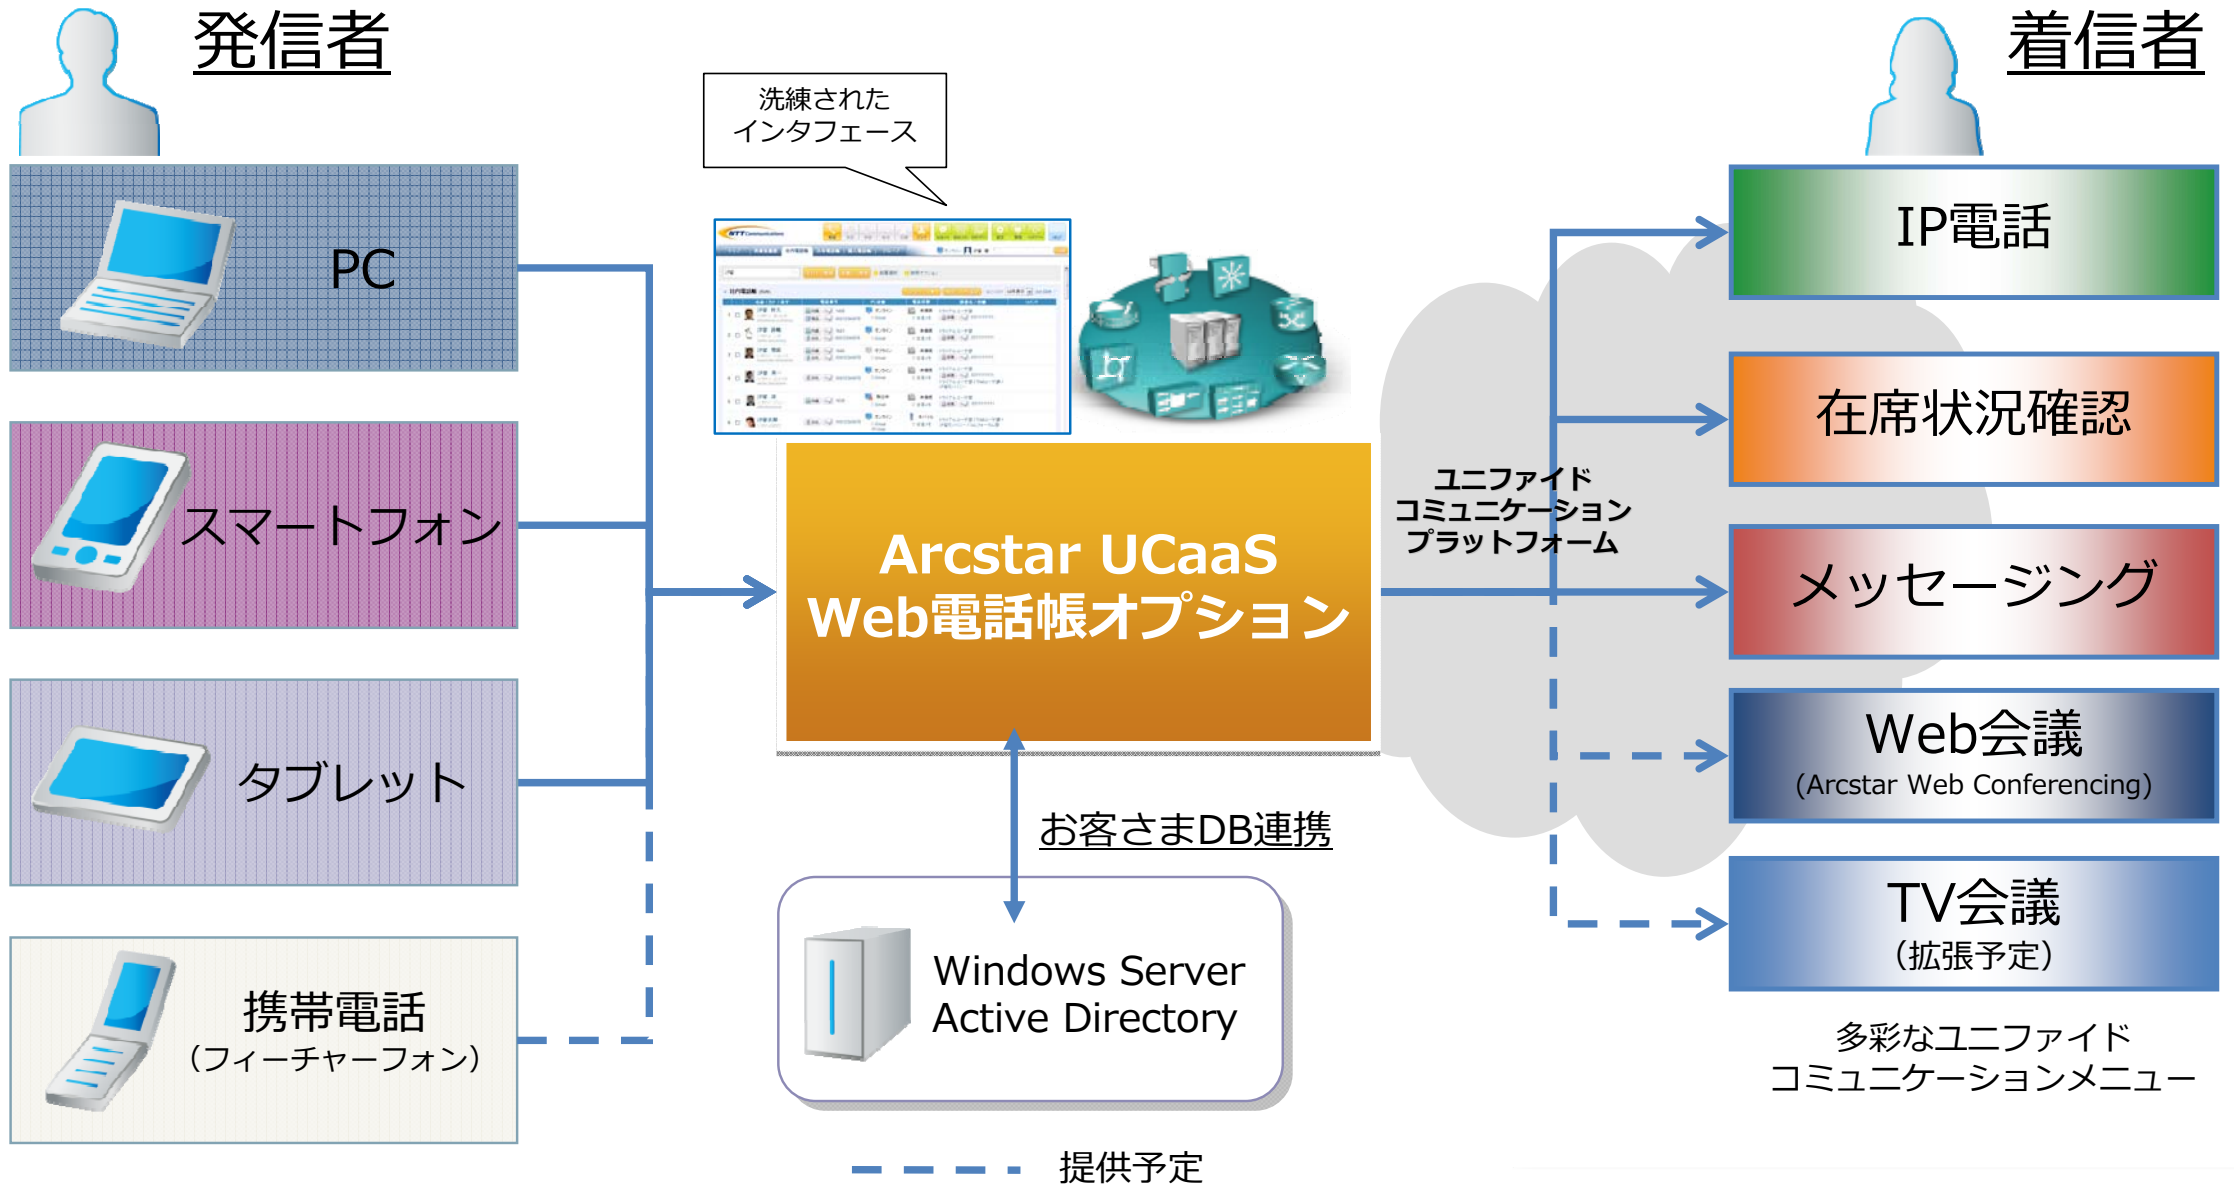 発信者
着信者
洗練された
インタフェース
NTT Communications
PC
スマートフォン
タブレット
携帯電話
（フィーチャーフォン）
Arcstar UCaaS
Web電話帳オプション
お客さまDB連携
Windows Server
Active Directory
ユニファイド
コミュニケーション
プラットフォーム
IP電話
在席状況確認
メッセージング
Web会議
(Arcstar Web Conferencing)
TV会議
（拡張予定）
多彩なユニファイド
コミュニケーションメニュー
提供予定